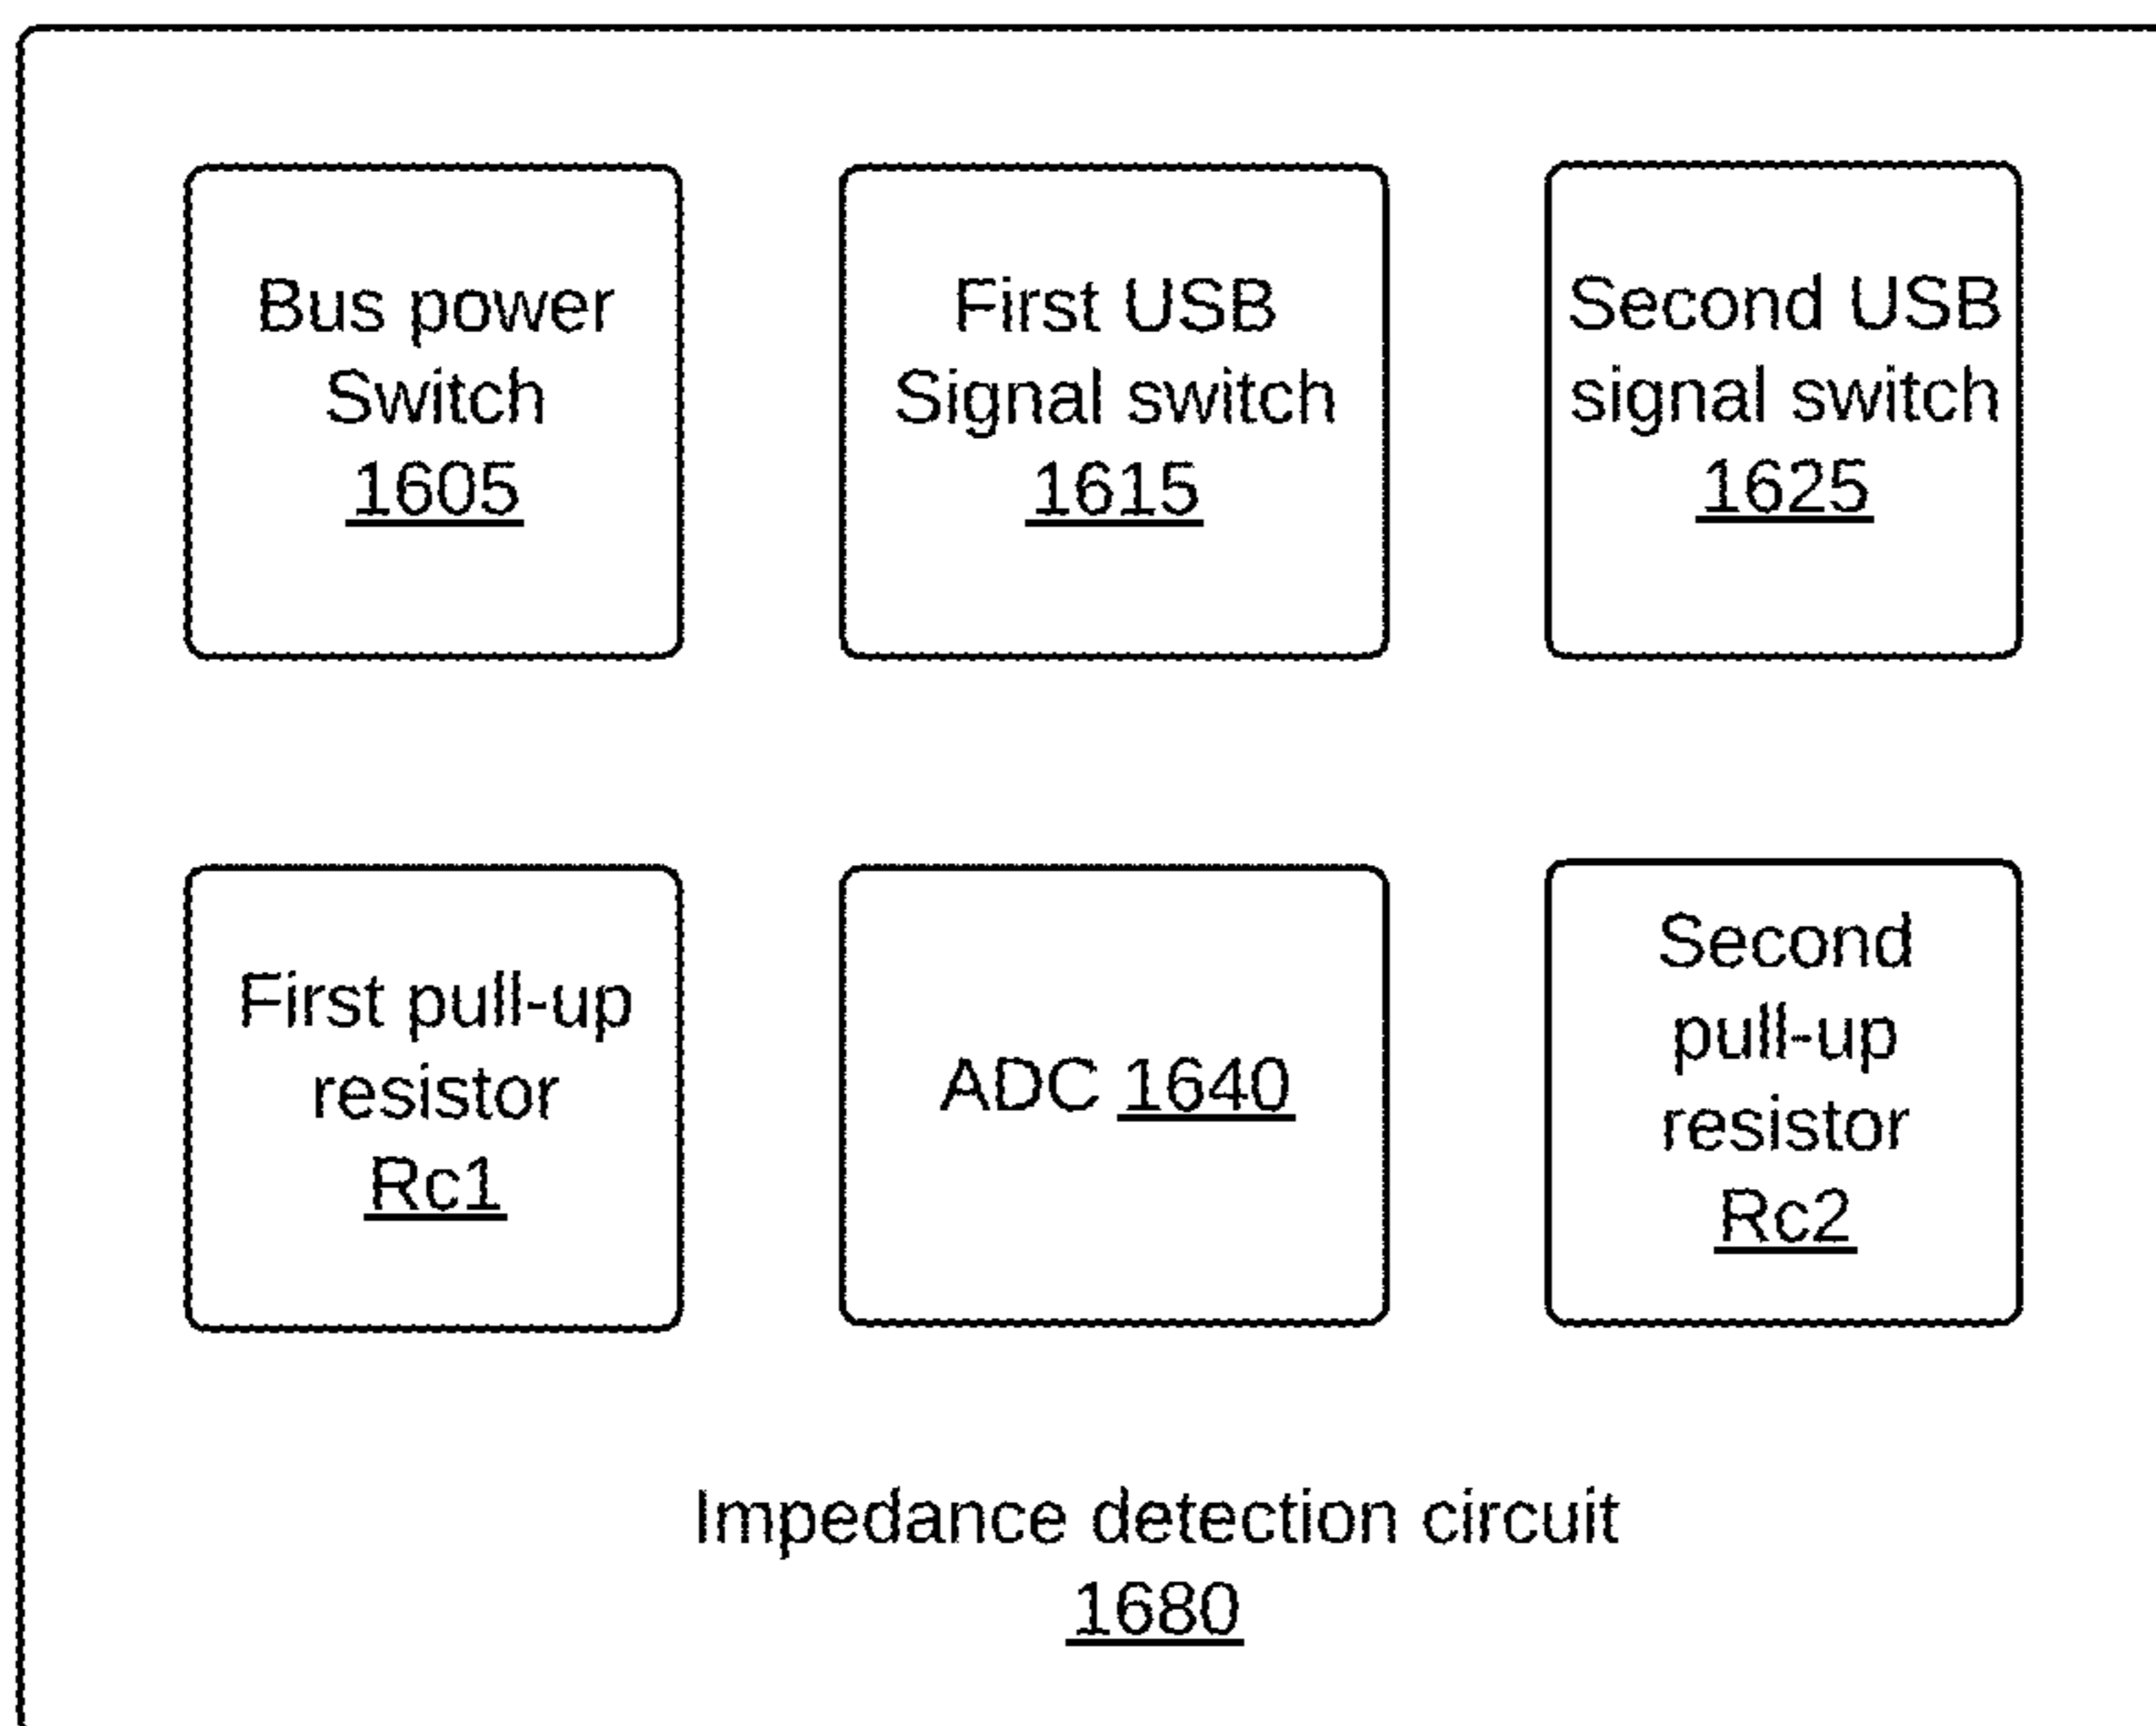 Bus power
Switch
1605
First USB
Signal switch
1615
Second USB
signal switch
1625
First pull-up
resistor
Rc1
ADC 1640
Second
pull-up
resistor
Rc2
Impedance detection circuit
1680